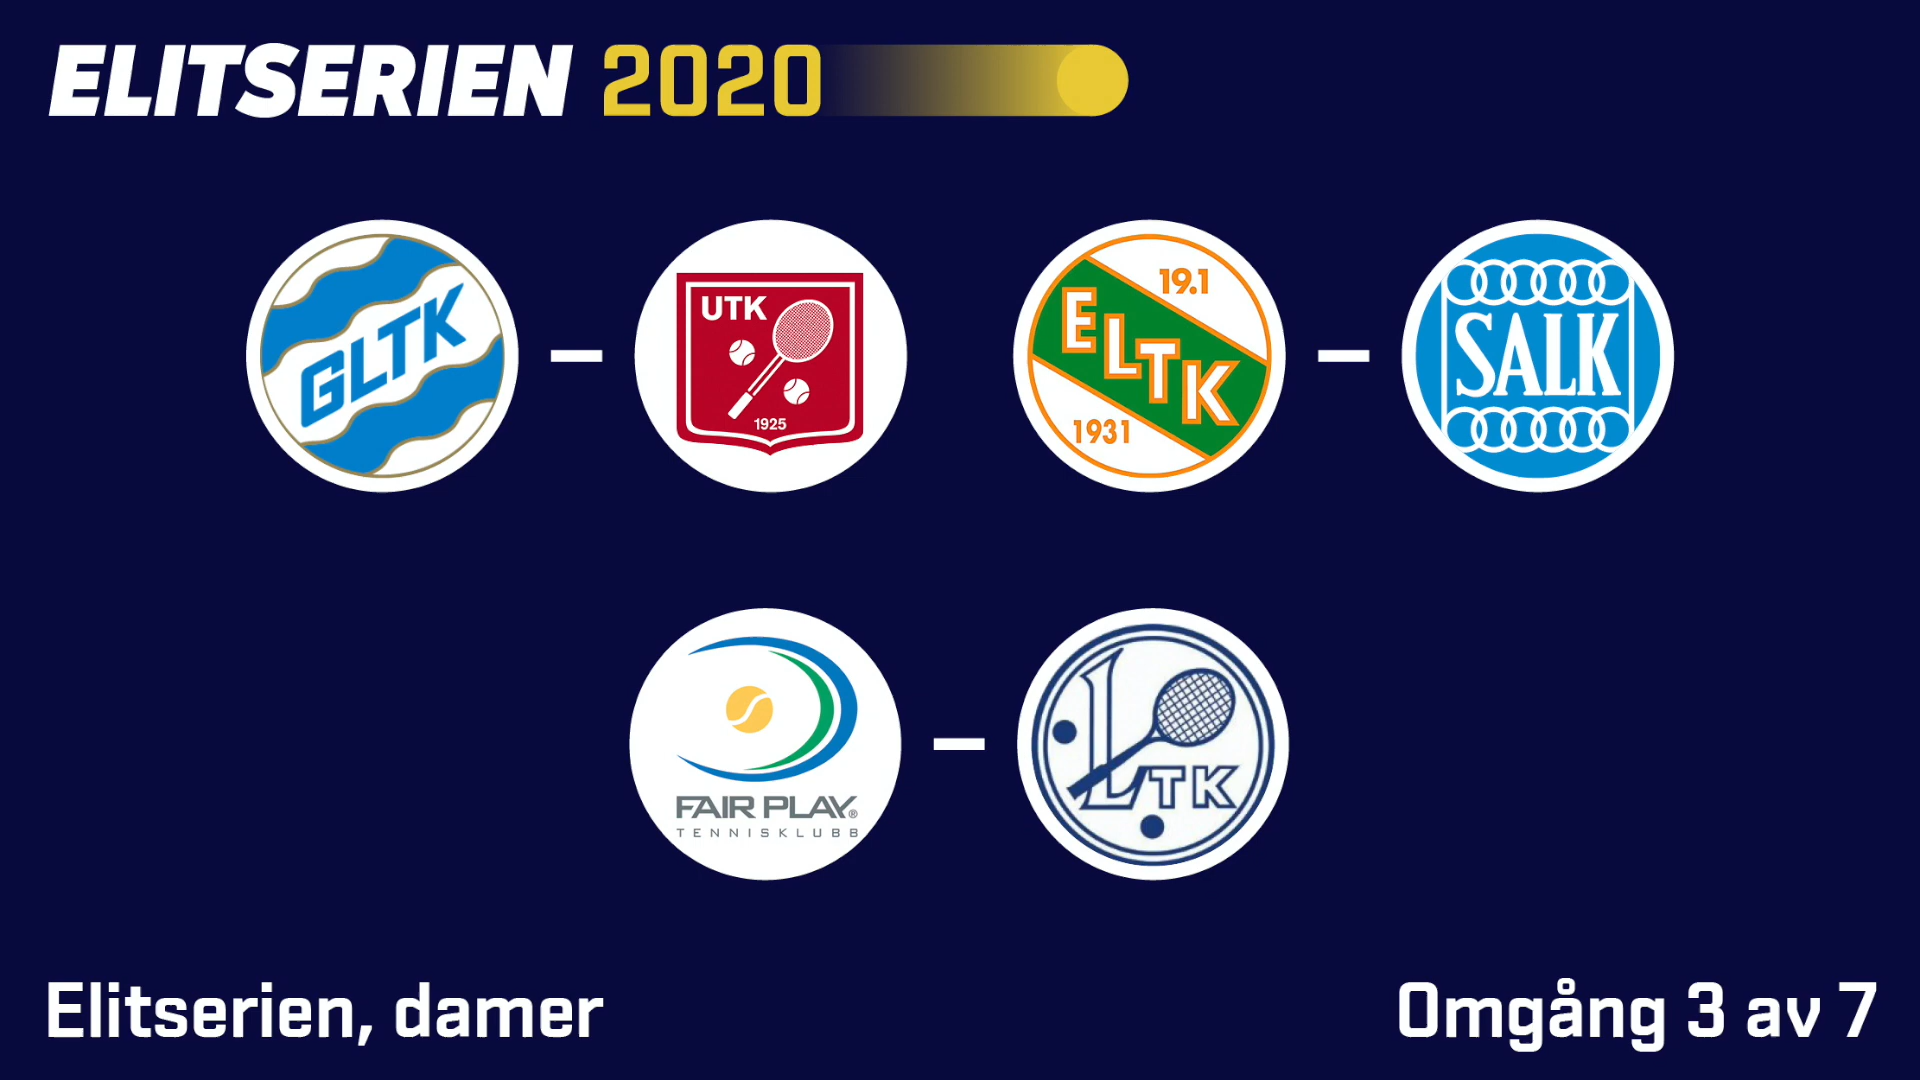 ELITSERIEN 2020
GLTK
UTK
1925
19.1
ELTK
1931
SALK
FAIR PLAY®
TENNISKLUBB
LTK
Elitserien, damer
Omgång 3 av 7